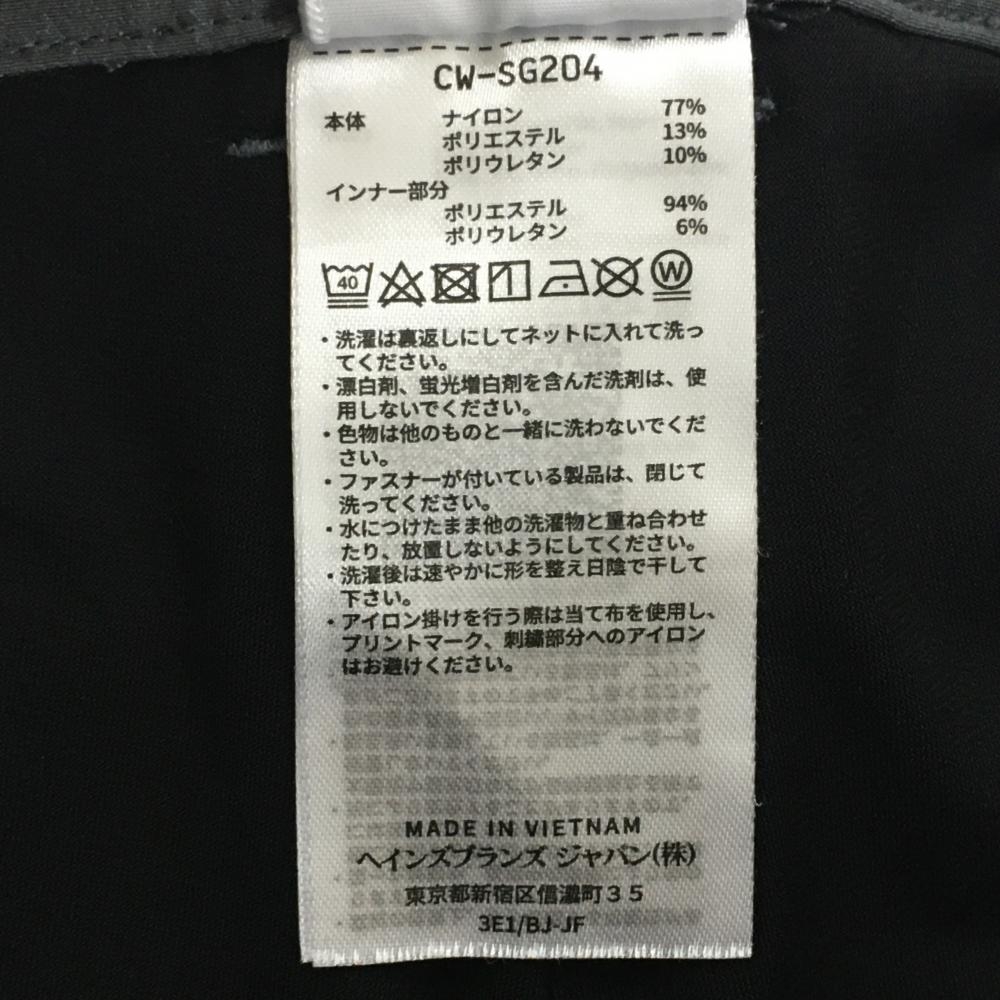 CW-SG204
本体 ナイロン 77%
ポリエステル 13%
ポリウレタン 10%
インナー部分
ポリエステル 94%
ポリウレタン 6%
40 W
・洗濯は裏返しにしてネットに入れて洗っ
てください。
・漂白剤、蛍光増白剤を含んだ洗剤は、使
用しないでください。
・色物は他のものと一緒に洗わないでくだ
さい。
・ファスナーが付いている製品は、閉じて
洗ってください。
・水につけたまま他の洗濯物と重ね合わせ
たり、放置しないようにしてください。
・洗濯後は速やかに形を整え日陰で干して
下さい。
・アイロン掛けを行う際は当て布を使用し、
プリントマーク、刺繍部分へのアイロン
はお避けください。
MADE IN VIETNAM
ヘインズブランズ ジャパン(株)
東京都新宿区信濃町35
3E1/BJ-JF